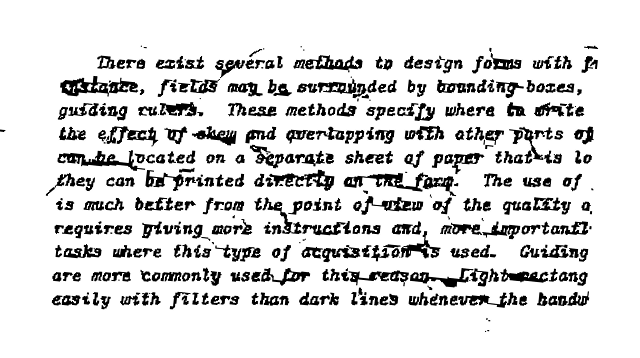 There exist several methods to design forms with
instance, fields may be surrounded by bounding boxes,
guiding rulers. These methods specify where to write
the effect of skew and overlapping with other parts of
can be located on a separate sheet of paper that is lo
they can be printed directly on the form. The use of
is much better from the point of view of the quality o
requires giving more instructions and, more importantl
tasks where this type of acquisition is used. Guiding
are more commonly used for this reason. Light rectang
easily with filters than dark lines whenever the handw